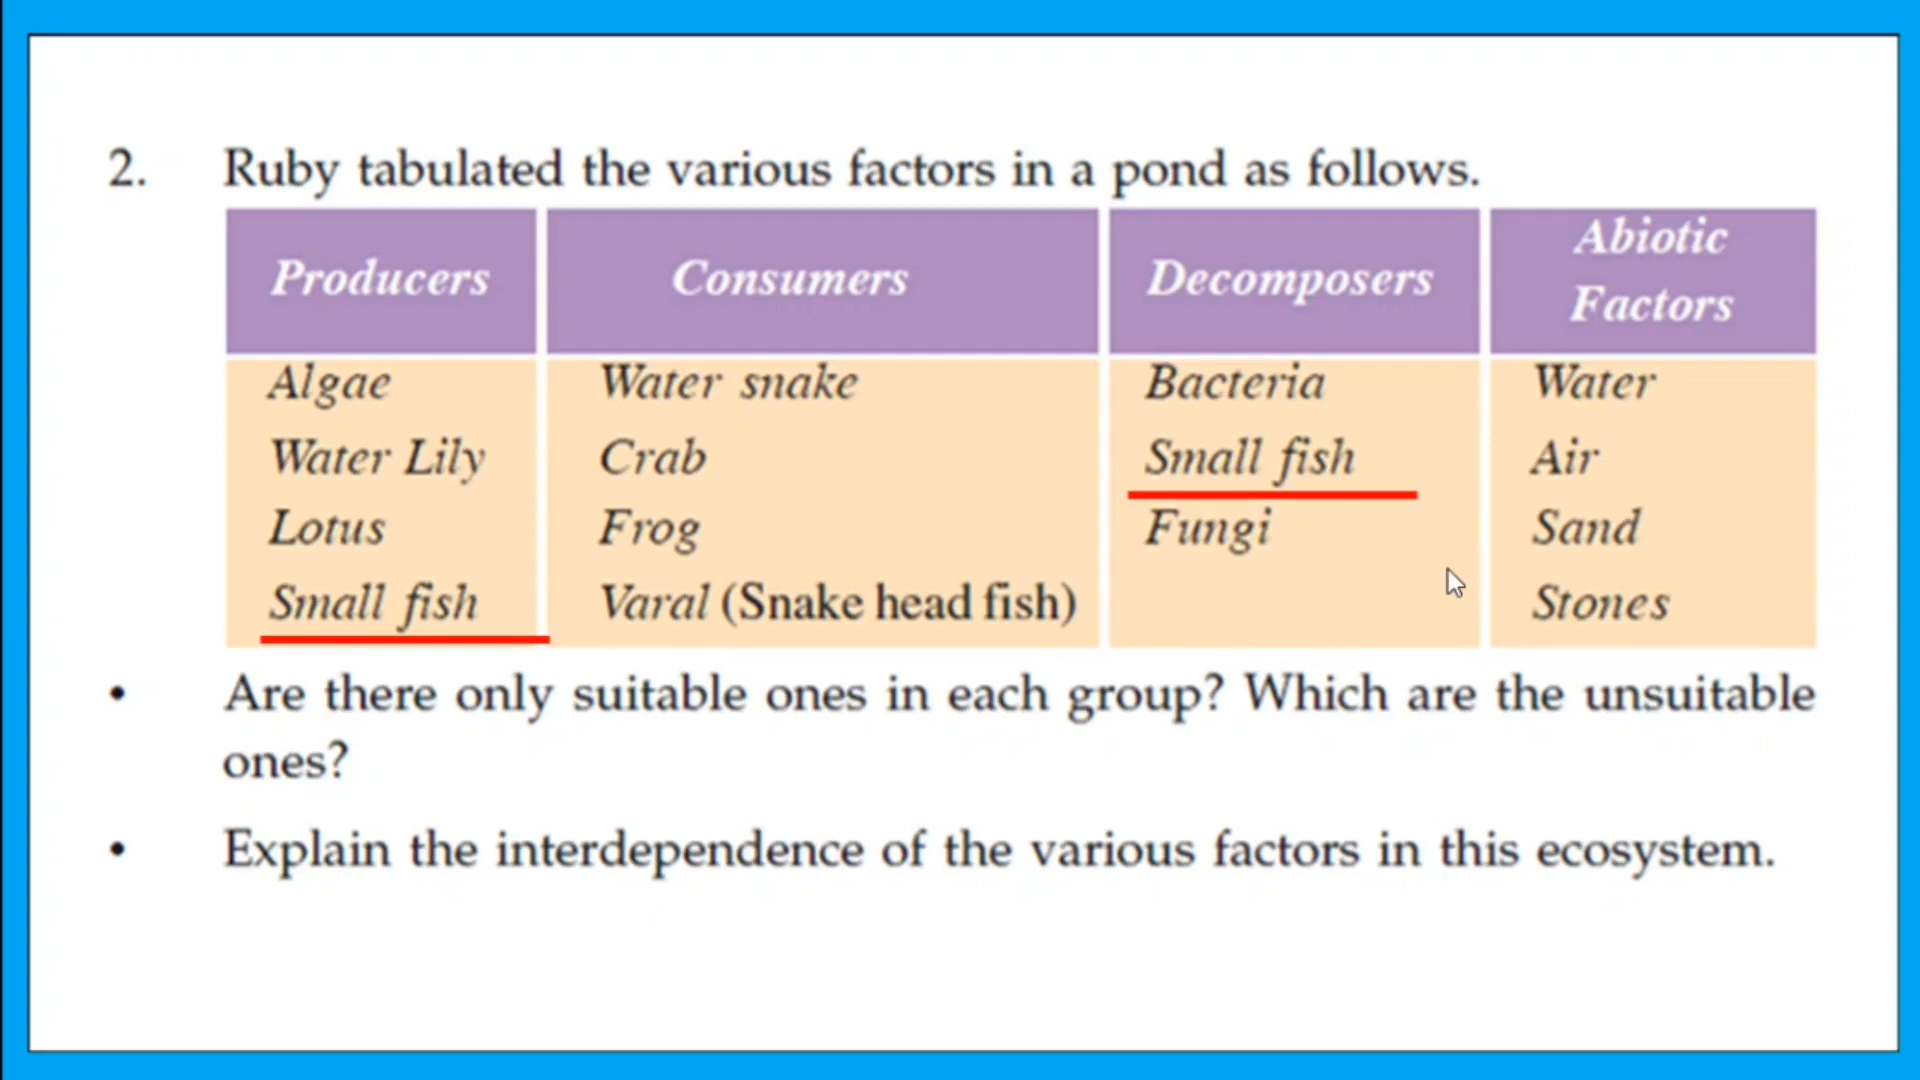 2. Ruby tabulated the various factors in a pond as follows.
Producers Consumers Decomposers Abiotic Factors
Algae Water snake Bacteria Water
Water Lily Crab Small fish Air
Lotus Frog Fungi Sand
Small fish Varal (Snake head fish) Stones
• Are there only suitable ones in each group? Which are the unsuitable
ones?
• Explain the interdependence of the various factors in this ecosystem.